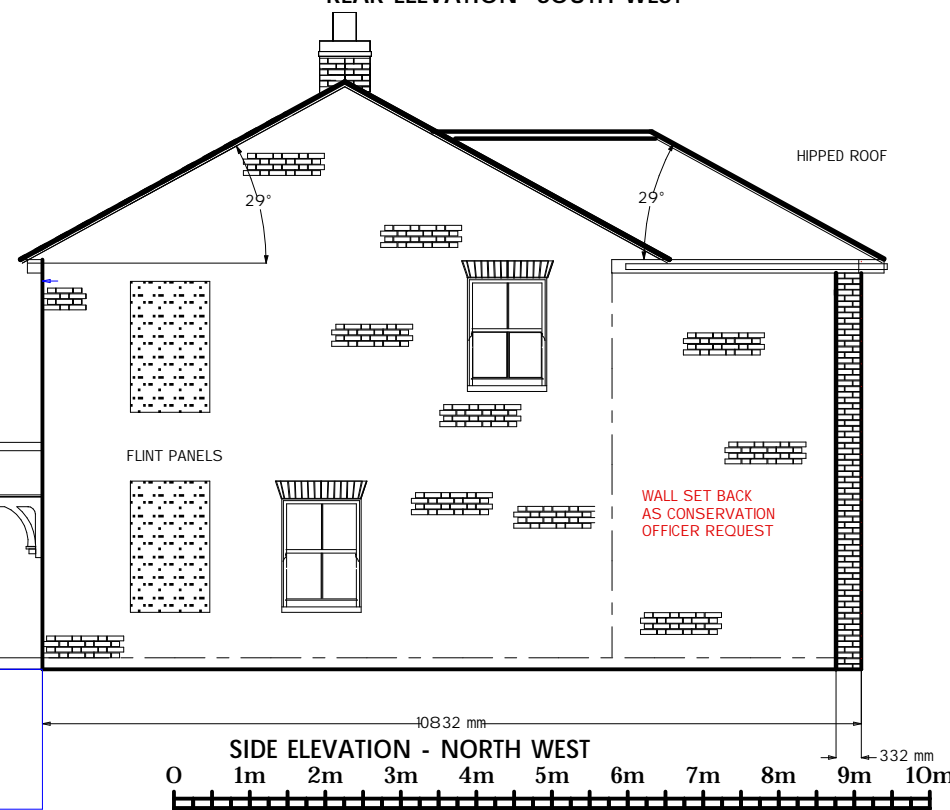 REAR ELEVATION - SOUTH WEST
HIPPED ROOF
29°
29°
FLINT PANELS
WALL SET BACK
AS CONSERVATION
OFFICER REQUEST
10832 mm
SIDE ELEVATION - NORTH WEST
332 mm
0 1m 2m 3m 4m 5m 6m 7m 8m 9m 10m